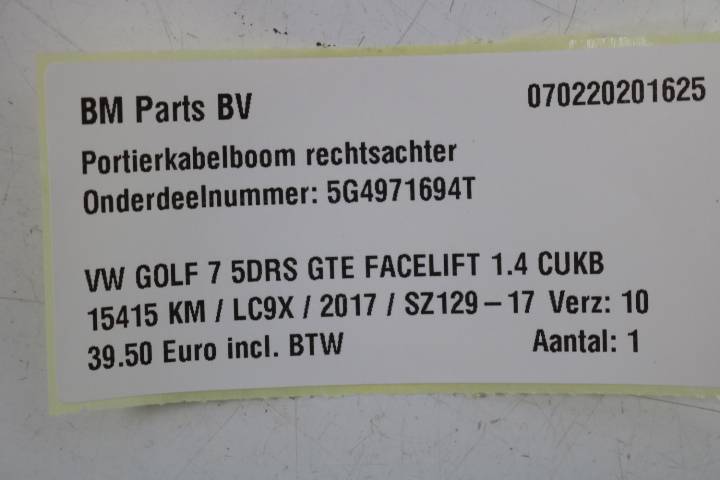 BM Parts BV 070220201625
Portierkabelboom rechtsachter
Onderdeelnummer: 5G4971694T
VW GOLF 7 5DRS GTE FACELIFT 1.4 CUKB
15415 KM / LC9X / 2017 / SZ129 – 17 Verz: 10
39.50 Euro incl. BTW Aantal: 1